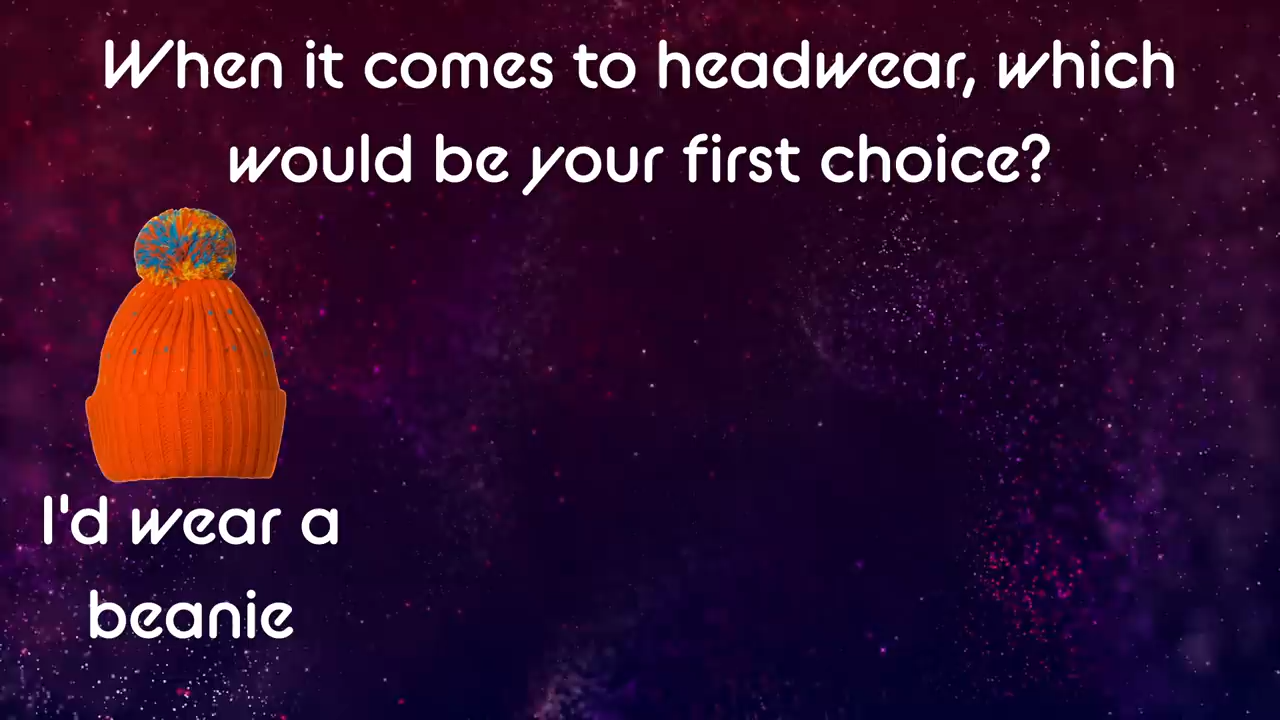 When it comes to headwear, which
would be your first choice?
I'd wear a
beanie